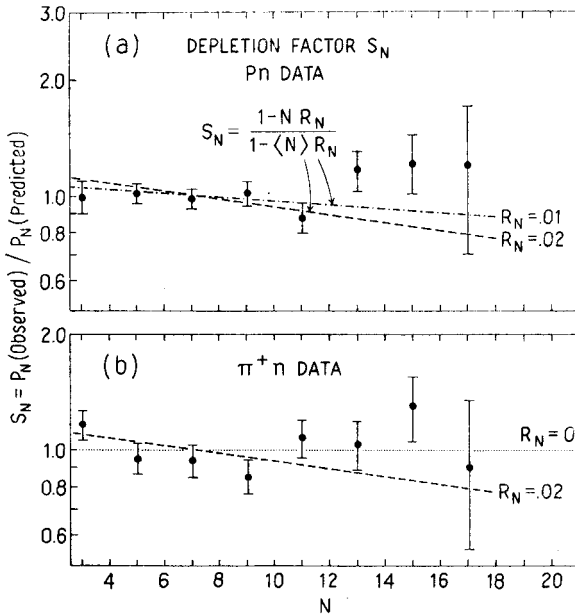 (a) DEPLETION FACTOR S_N
Pn DATA
S_N = \frac{1-N R_N}{1-⟨N⟩ R_N}
R_N=.01
R_N=.02
3.0
2.0
1.0
0.8
S_N = P_N(Observed) / P_N(Predicted)
(b) π⁺n DATA
R_N=0
R_N=.02
2.0
1.0
0.8
0.6
4 6 8 10 12 14 16 18 20
N